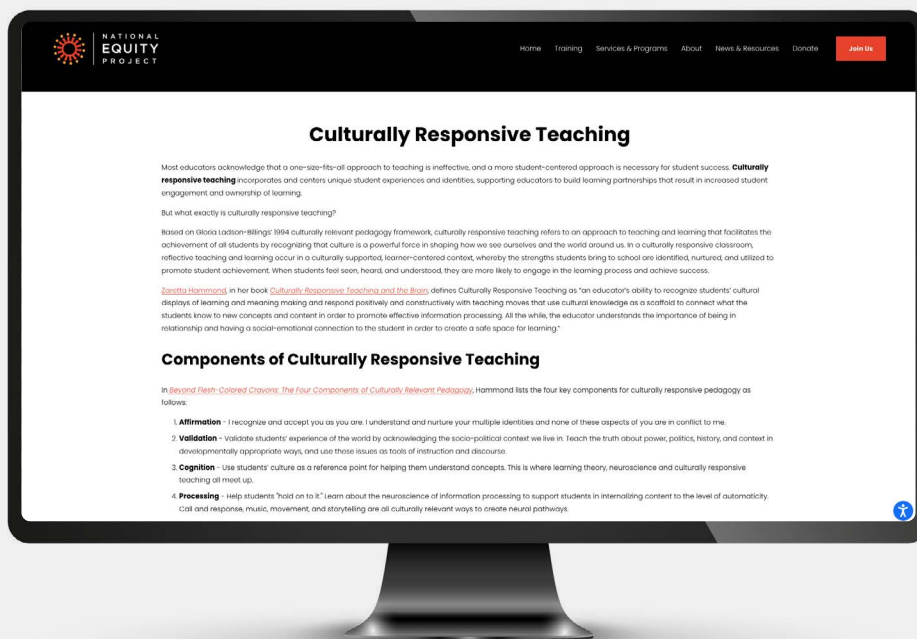 NATIONAL
EQUITY
PROJECT
Home Training Services & Programs About News & Resources Donate Join Us
Culturally Responsive Teaching
Most educators acknowledge that a one-size-fits-all approach to teaching is ineffective, and a more student-centered approach is necessary for student success. Culturally
responsive teaching incorporates and centers unique student experiences and identities, supporting educators to build learning partnerships that result in increased student
engagement and ownership of learning.
But what exactly is culturally responsive teaching?
Based on Gloria Ladson-Billings' 1994 culturally relevant pedagogy framework, culturally responsive teaching refers to an approach to teaching and learning that facilitates the
achievement of all students by recognizing that culture is a powerful force in shaping how we see ourselves and the world around us. In a culturally responsive classroom,
reflective teaching and learning occur in a culturally supported, learner-centered context, whereby the strengths students bring to school are identified, nurtured, and utilized to
promote student achievement. When students feel seen, heard, and understood, they are more likely to engage in the learning process and achieve success.
Zaretta Hammond, in her book Culturally Responsive Teaching and the Brain, defines Culturally Responsive Teaching as "an educator's ability to recognize students' cultural
displays of learning and meaning making and respond positively and constructively with teaching moves that use cultural knowledge as a scaffold to connect what the
students know to new concepts and content in order to promote effective information processing. All the while, the educator understands the importance of being in
relationship and having a social-emotional connection to the student in order to create a safe space for learning."
Components of Culturally Responsive Teaching
In Beyond Flesh-Colored Crayons: The Four Components of Culturally Relevant Pedagogy, Hammond lists the four key components for culturally responsive pedagogy as
follows:
1. Affirmation - I recognize and accept you as you are. I understand and nurture your multiple identities and none of these aspects of you are in conflict to me.
2. Validation - Validate students' experience of the world by acknowledging the socio-political context we live in. Teach the truth about power, politics, history, and context in
developmentally appropriate ways, and use those issues as tools of instruction and discourse.
3. Cognition - Use students' culture as a reference point for helping them understand concepts. This is where learning theory, neuroscience and culturally responsive
teaching all meet up.
4. Processing - Help students "hold on to it." Learn about the neuroscience of information processing to support students in internalizing content to the level of automaticity.
Call and response, music, movement, and storytelling are all culturally relevant ways to create neural pathways.